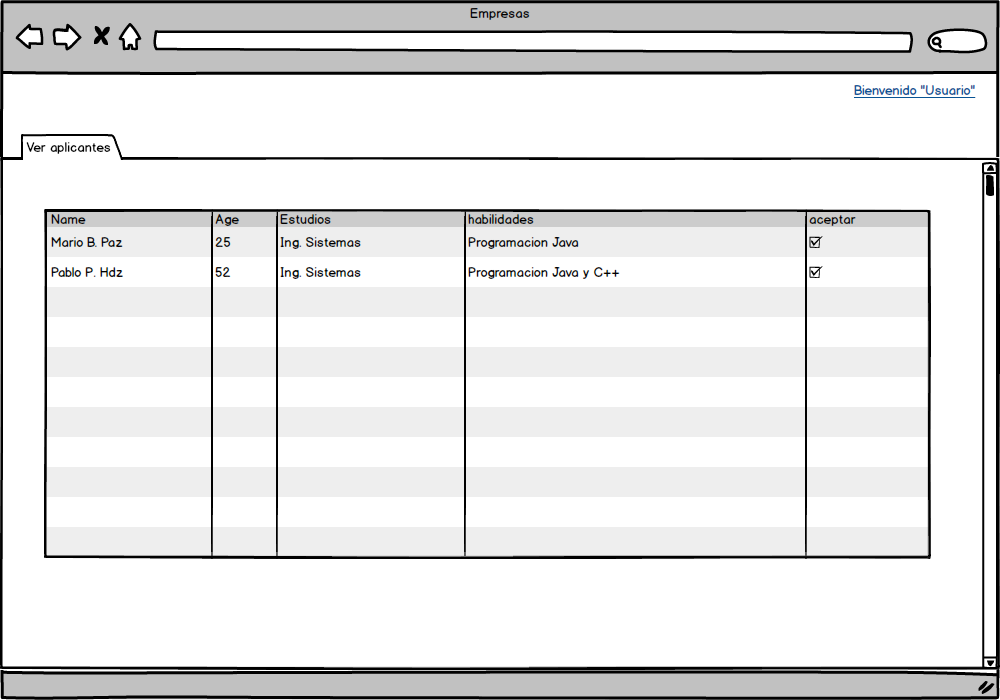 Empresas
Bienvenido "Usuario"
Ver aplicantes
Name Age Estudios habilidades aceptar
Mario B. Paz 25 Ing. Sistemas Programacion Java
Pablo P. Hdz 52 Ing. Sistemas Programacion Java y C++